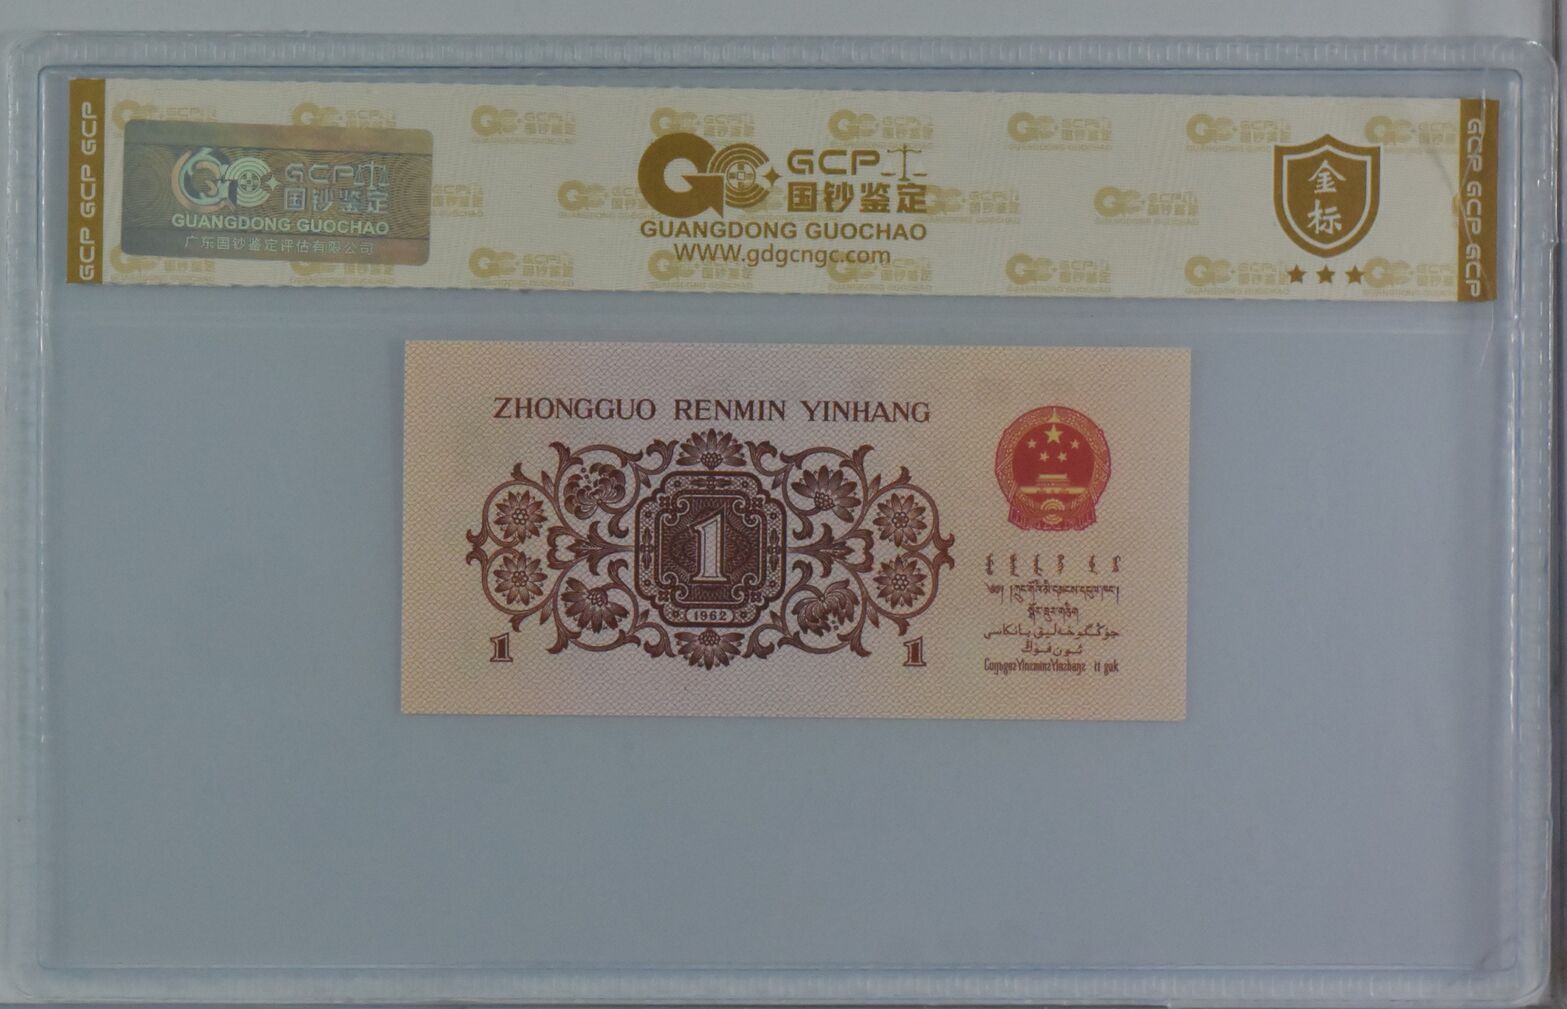 GCP GCP GCP
GCP
国钞鉴定
GUANGDONG GUOCHAO
广东国钞鉴定评估有限公司
GCP
国钞鉴定
GUANGDONG GUOCHAO
WWW.gdgcngc.com
金
标
GCP GCP GCP
ZHONGGUO RENMIN YINHANG
1
1962
1
1